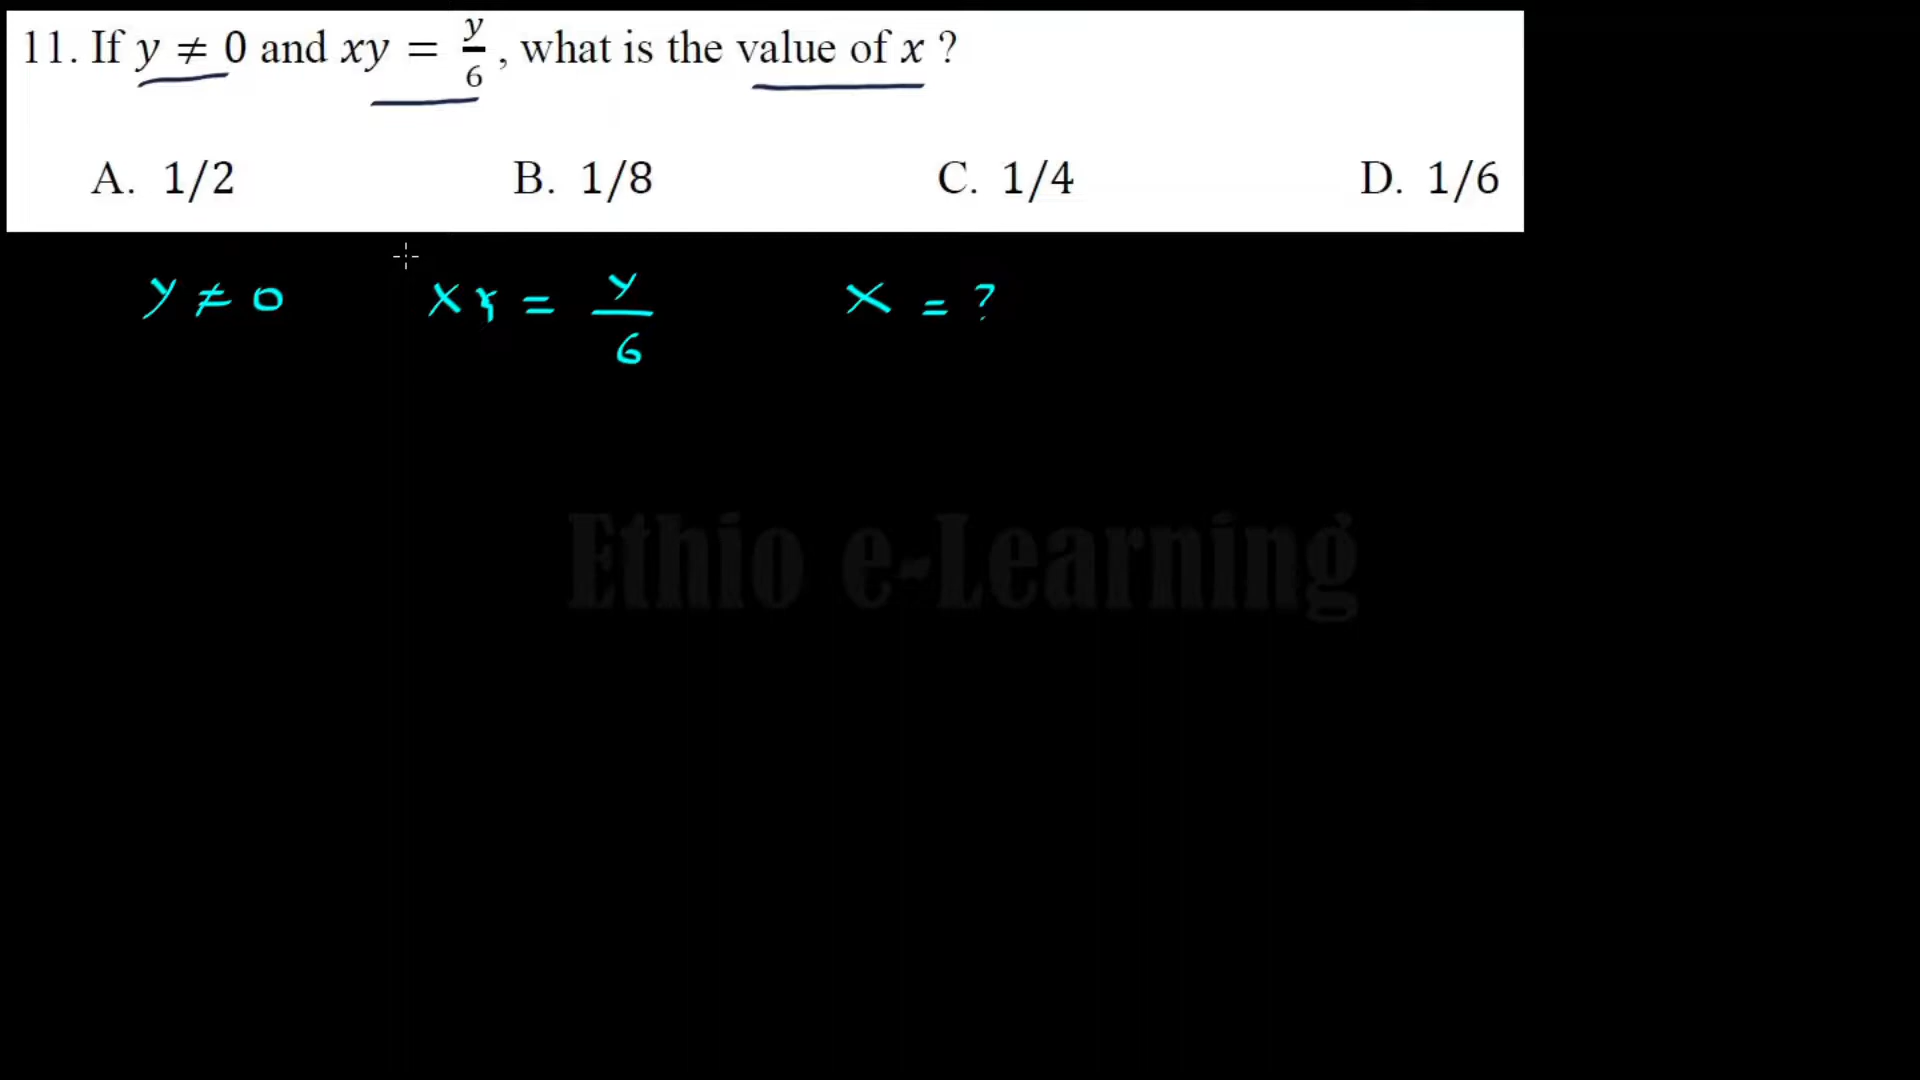 11. If y ≠ 0 and xy = y/6 , what is the value of x ?
A. 1/2 B. 1/8 C. 1/4 D. 1/6
y ≠ 0 xy = y/6 x = ?
Ethio e-Learning